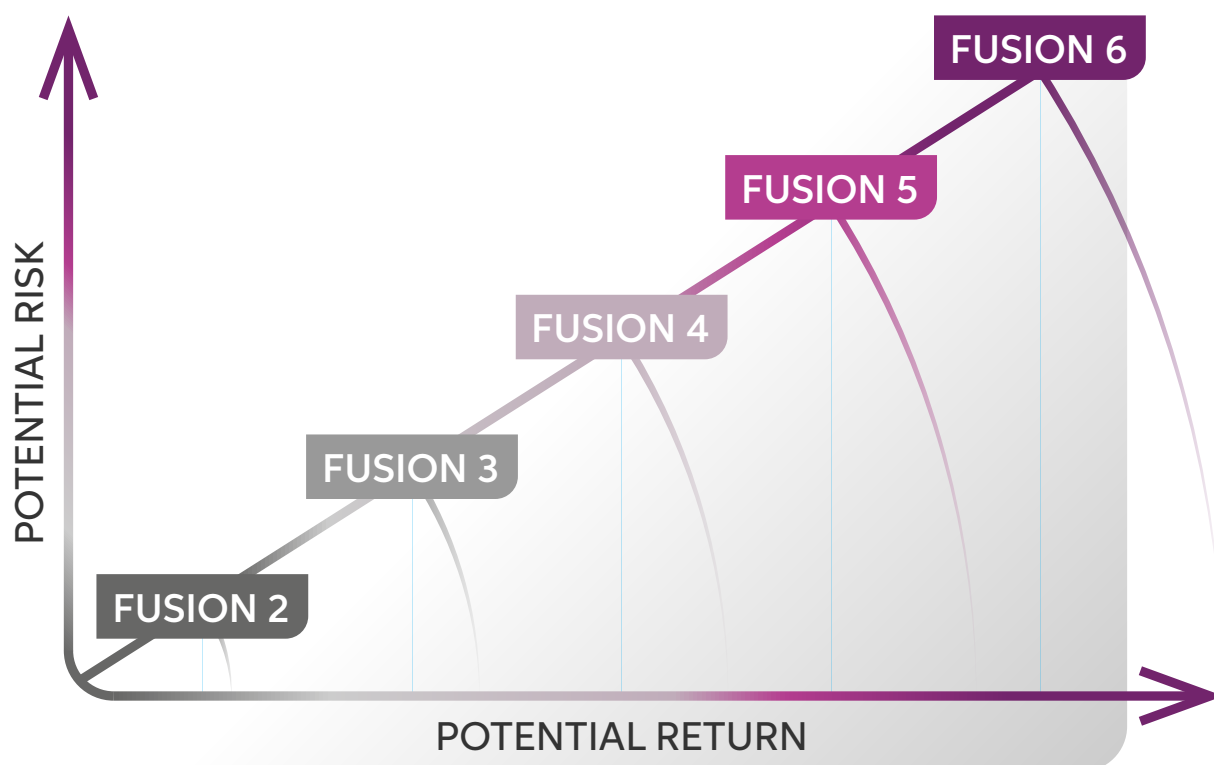 FUSION 6
FUSION 5
FUSION 4
FUSION 3
FUSION 2
POTENTIAL RISK
POTENTIAL RETURN